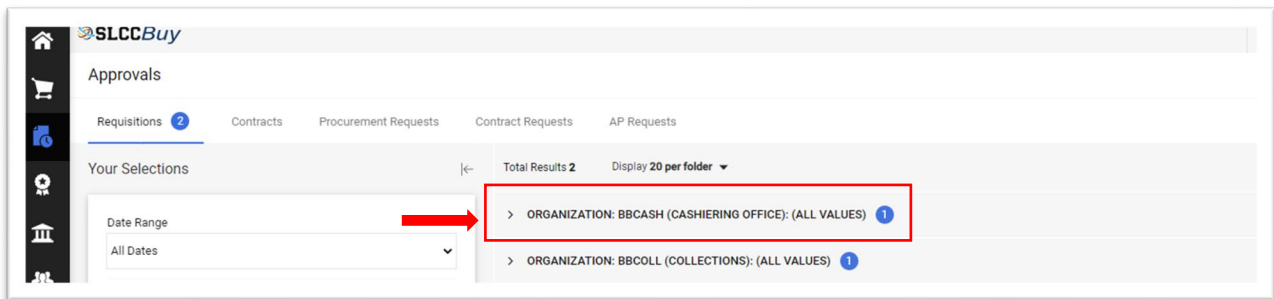 SLCCBuy
Approvals
Requisitions 2 Contracts Procurement Requests Contract Requests AP Requests
Your Selections
Total Results 2 Display 20 per folder
Date Range
All Dates
ORGANIZATION: BBCASH (CASHIERING OFFICE): (ALL VALUES) 1
ORGANIZATION: BBCOLL (COLLECTIONS): (ALL VALUES) 1